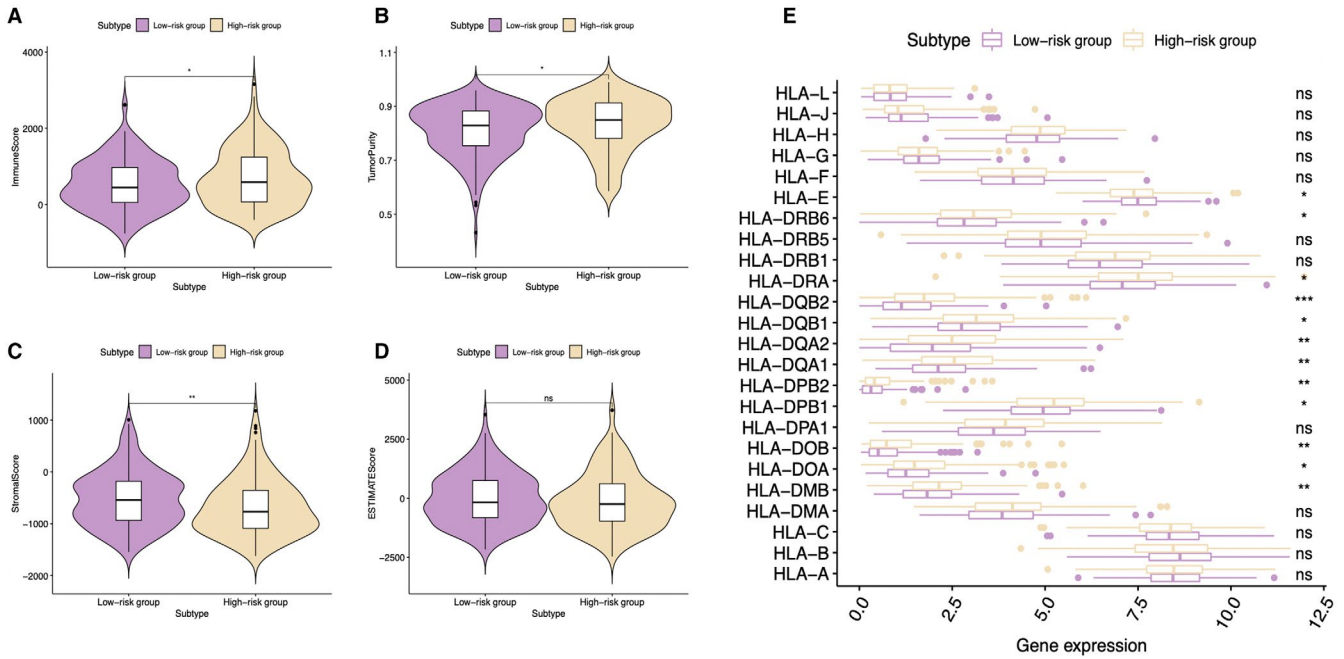 A
Subtype Low-risk group High-risk group
4000
2000
0
ImmuneScore
*
Low-risk group High-risk group
Subtype
B
Subtype Low-risk group High-risk group
1.1
0.9
0.7
0.5
TumorPurity
*
Low-risk group High-risk group
Subtype
C
Subtype Low-risk group High-risk group
1000
0
−1000
−2000
StromalScore
**
Low-risk group High-risk group
Subtype
D
Subtype Low-risk group High-risk group
5000
2500
0
−2500
ESTIMATEScore
ns
Low-risk group High-risk group
Subtype
E
Subtype Low−risk group High−risk group
HLA−L ns
HLA−J ns
HLA−H ns
HLA−G ns
HLA−F ns
HLA−E *
HLA−DRB6 *
HLA−DRB5 ns
HLA−DRB1 ns
HLA−DRA *
HLA−DQB2 ***
HLA−DQB1 *
HLA−DQA2 **
HLA−DQA1 **
HLA−DPB2 **
HLA−DPB1 *
HLA−DPA1 ns
HLA−DOB **
HLA−DOA *
HLA−DMB **
HLA−DMA ns
HLA−C ns
HLA−B ns
HLA−A ns
0.0 2.5 5.0 7.5 10.0 12.5
Gene expression